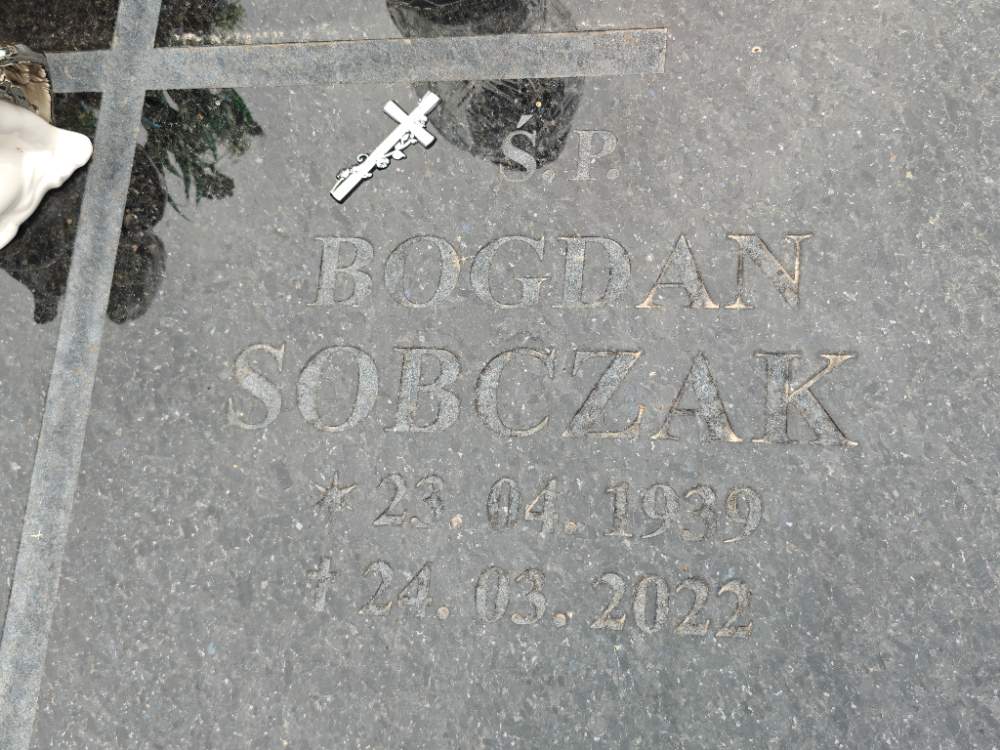 Ś.P.
BOGDAN
SOBCZAK
* 23. 04. 1939
† 24. 03. 2022